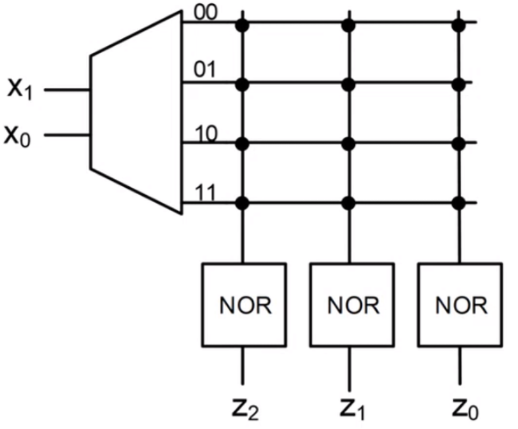 00
01
x₁
x₀
10
11
NOR NOR NOR
z₂ z₁ z₀